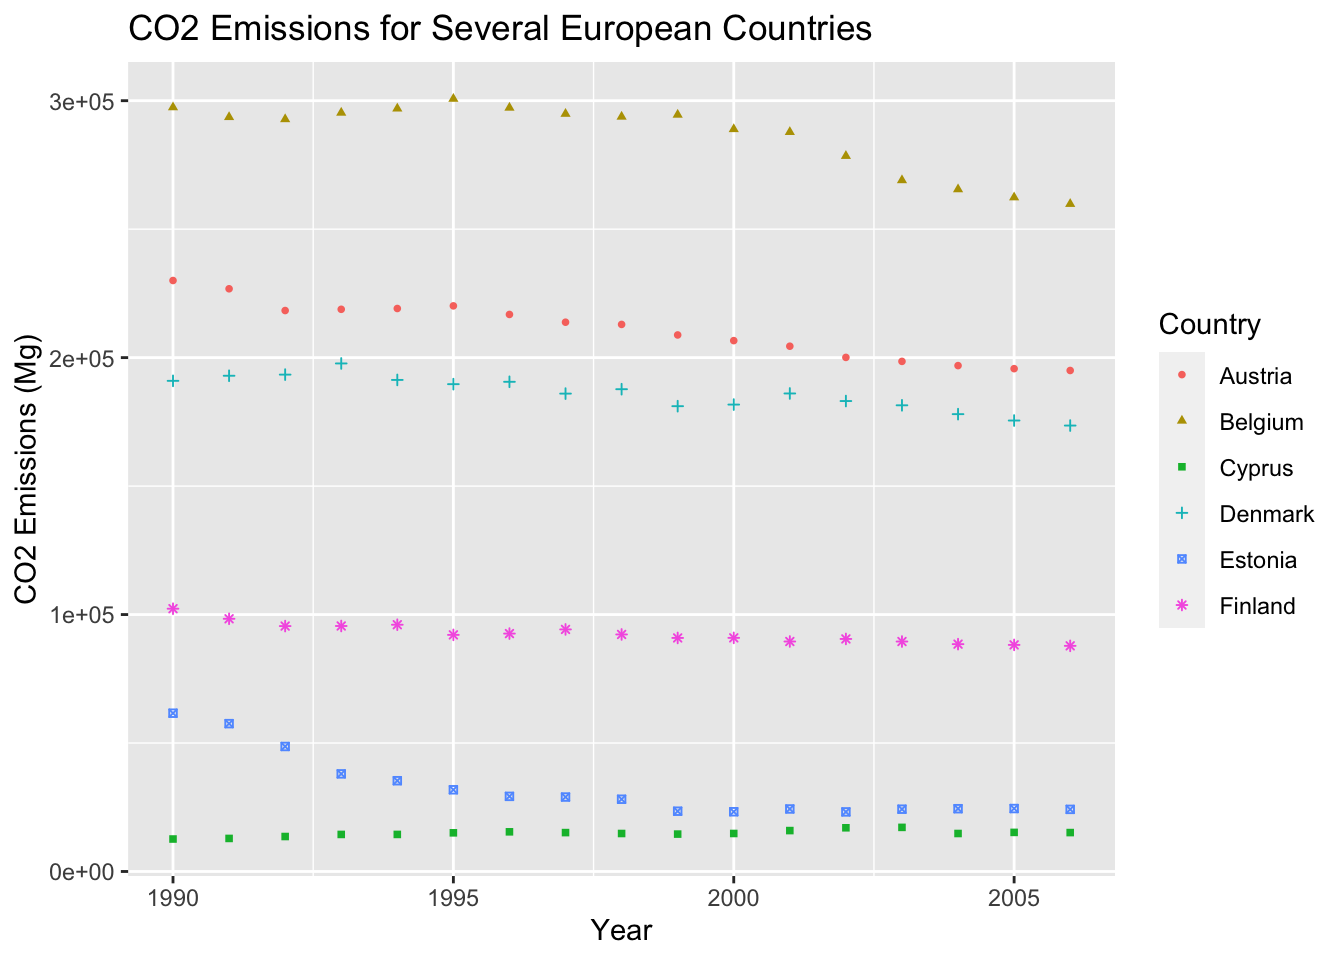 CO2 Emissions for Several European Countries
3e+05
2e+05
1e+05
0e+00
CO2 Emissions (Mg)
1990 1995 2000 2005
Year
Country
Austria
Belgium
Cyprus
Denmark
Estonia
Finland